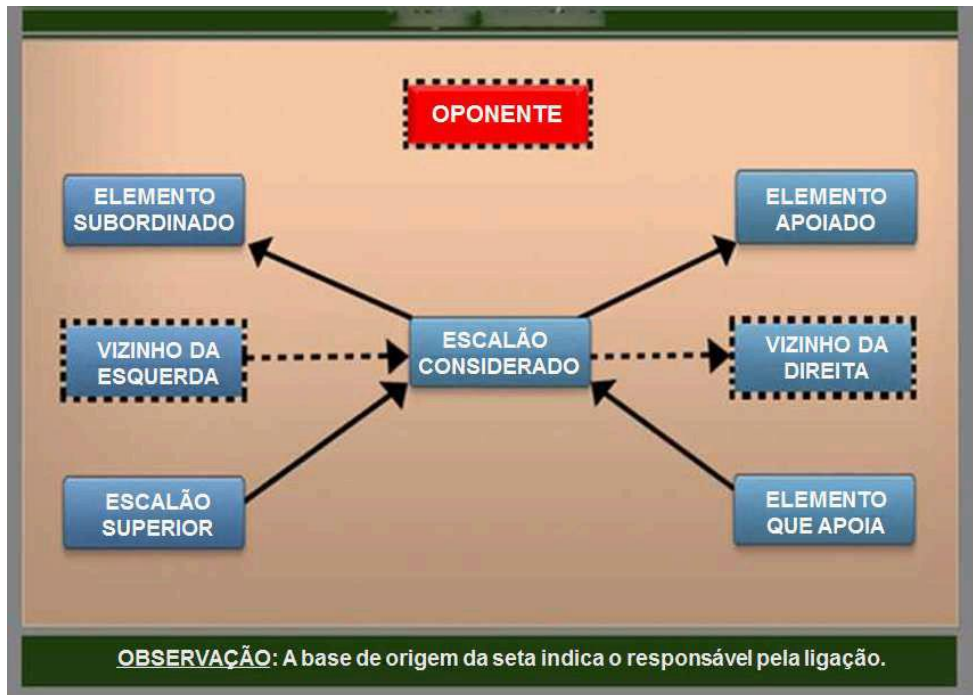 OPONENTE
ELEMENTO
SUBORDINADO
ELEMENTO
APOIADO
VIZINHO DA
ESQUERDA
ESCALÃO
CONSIDERADO
VIZINHO DA
DIREITA
ESCALÃO
SUPERIOR
ELEMENTO
QUE APOIA
OBSERVAÇÃO: A base de origem da seta indica o responsável pela ligação.